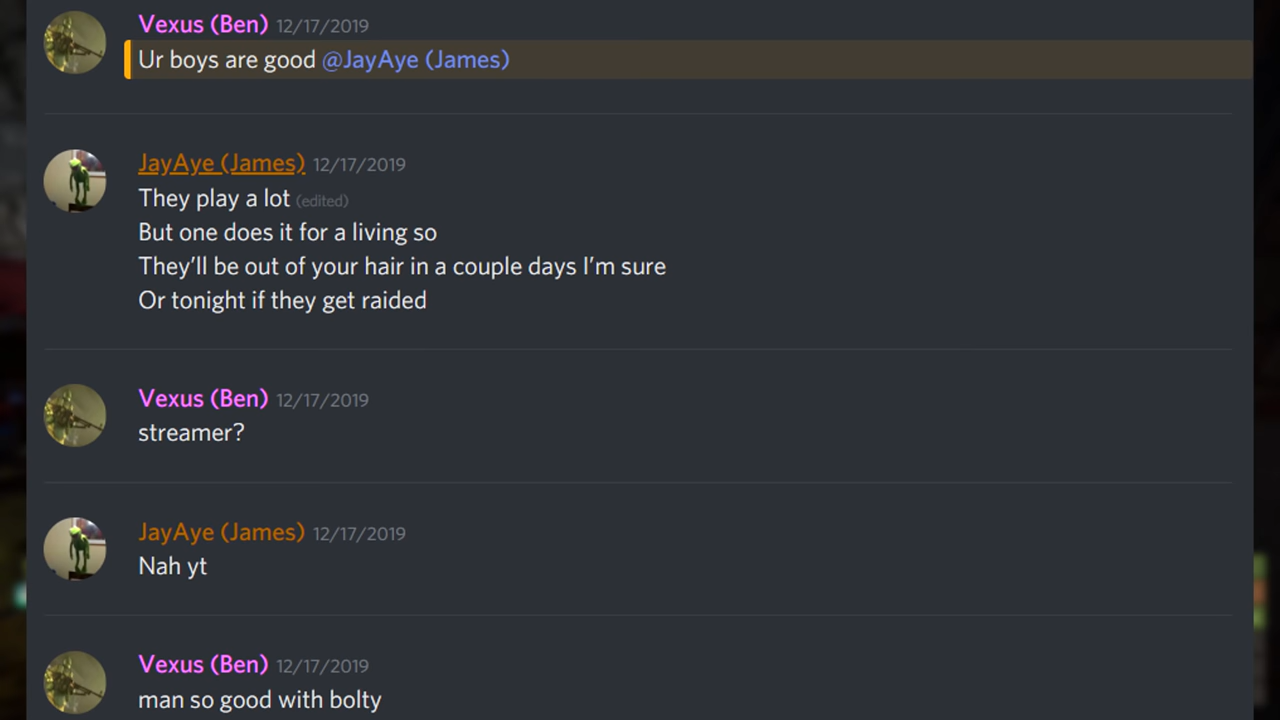 Vexus (Ben) 12/17/2019
Ur boys are good @JayAye (James)
JayAye (James) 12/17/2019
They play a lot (edited)
But one does it for a living so
They’ll be out of your hair in a couple days I’m sure
Or tonight if they get raided
Vexus (Ben) 12/17/2019
streamer?
JayAye (James) 12/17/2019
Nah yt
Vexus (Ben) 12/17/2019
man so good with bolty